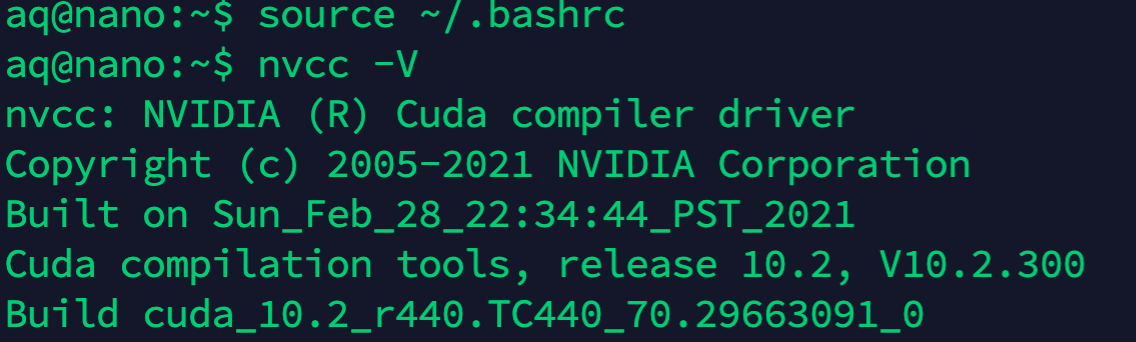 aq@nano:~$ source ~/.bashrc
aq@nano:~$ nvcc -V
nvcc: NVIDIA (R) Cuda compiler driver
Copyright (c) 2005-2021 NVIDIA Corporation
Built on Sun_Feb_28_22:34:44_PST_2021
Cuda compilation tools, release 10.2, V10.2.300
Build cuda_10.2_r440.TC440_70.29663091_0